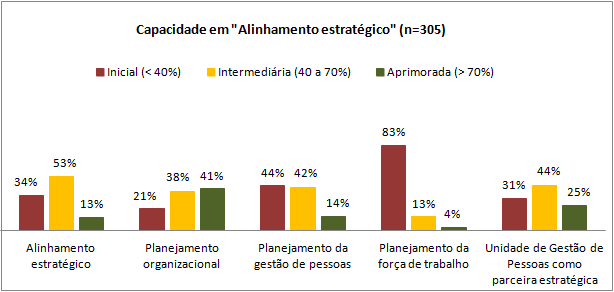 Capacidade em "Alinhamento estratégico" (n=305)
Inicial (< 40%) Intermediária (40 a 70%) Aprimorada (> 70%)
34% 53% 13% 21% 38% 41% 44% 42% 14% 83% 13% 4% 31% 44% 25%
Alinhamento estratégico
Planejamento organizacional
Planejamento da gestão de pessoas
Planejamento da força de trabalho
Unidade de Gestão de Pessoas como parceira estratégica